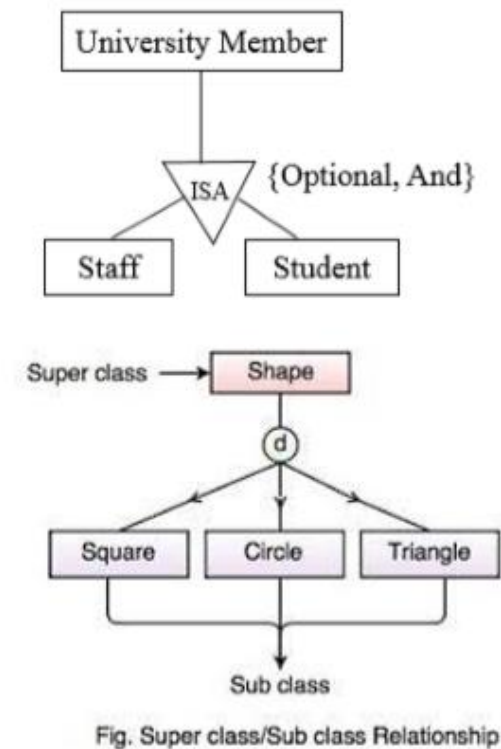 University Member
ISA {Optional, And}
Staff Student
Super class Shape
d
Square Circle Triangle
Sub class
Fig. Super class/Sub class Relationship